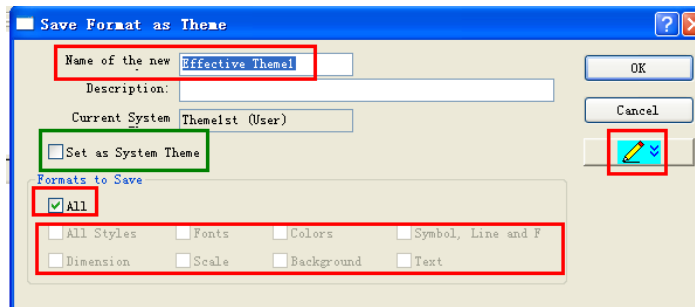 Save Format as Theme
?
Name of the new Effective Theme1
OK
Description:
Cancel
Current System Theme1st (User)
Set as System Theme
Formats to Save
All
All Styles Fonts Colors Symbol, Line and F
Dimension Scale Background Text